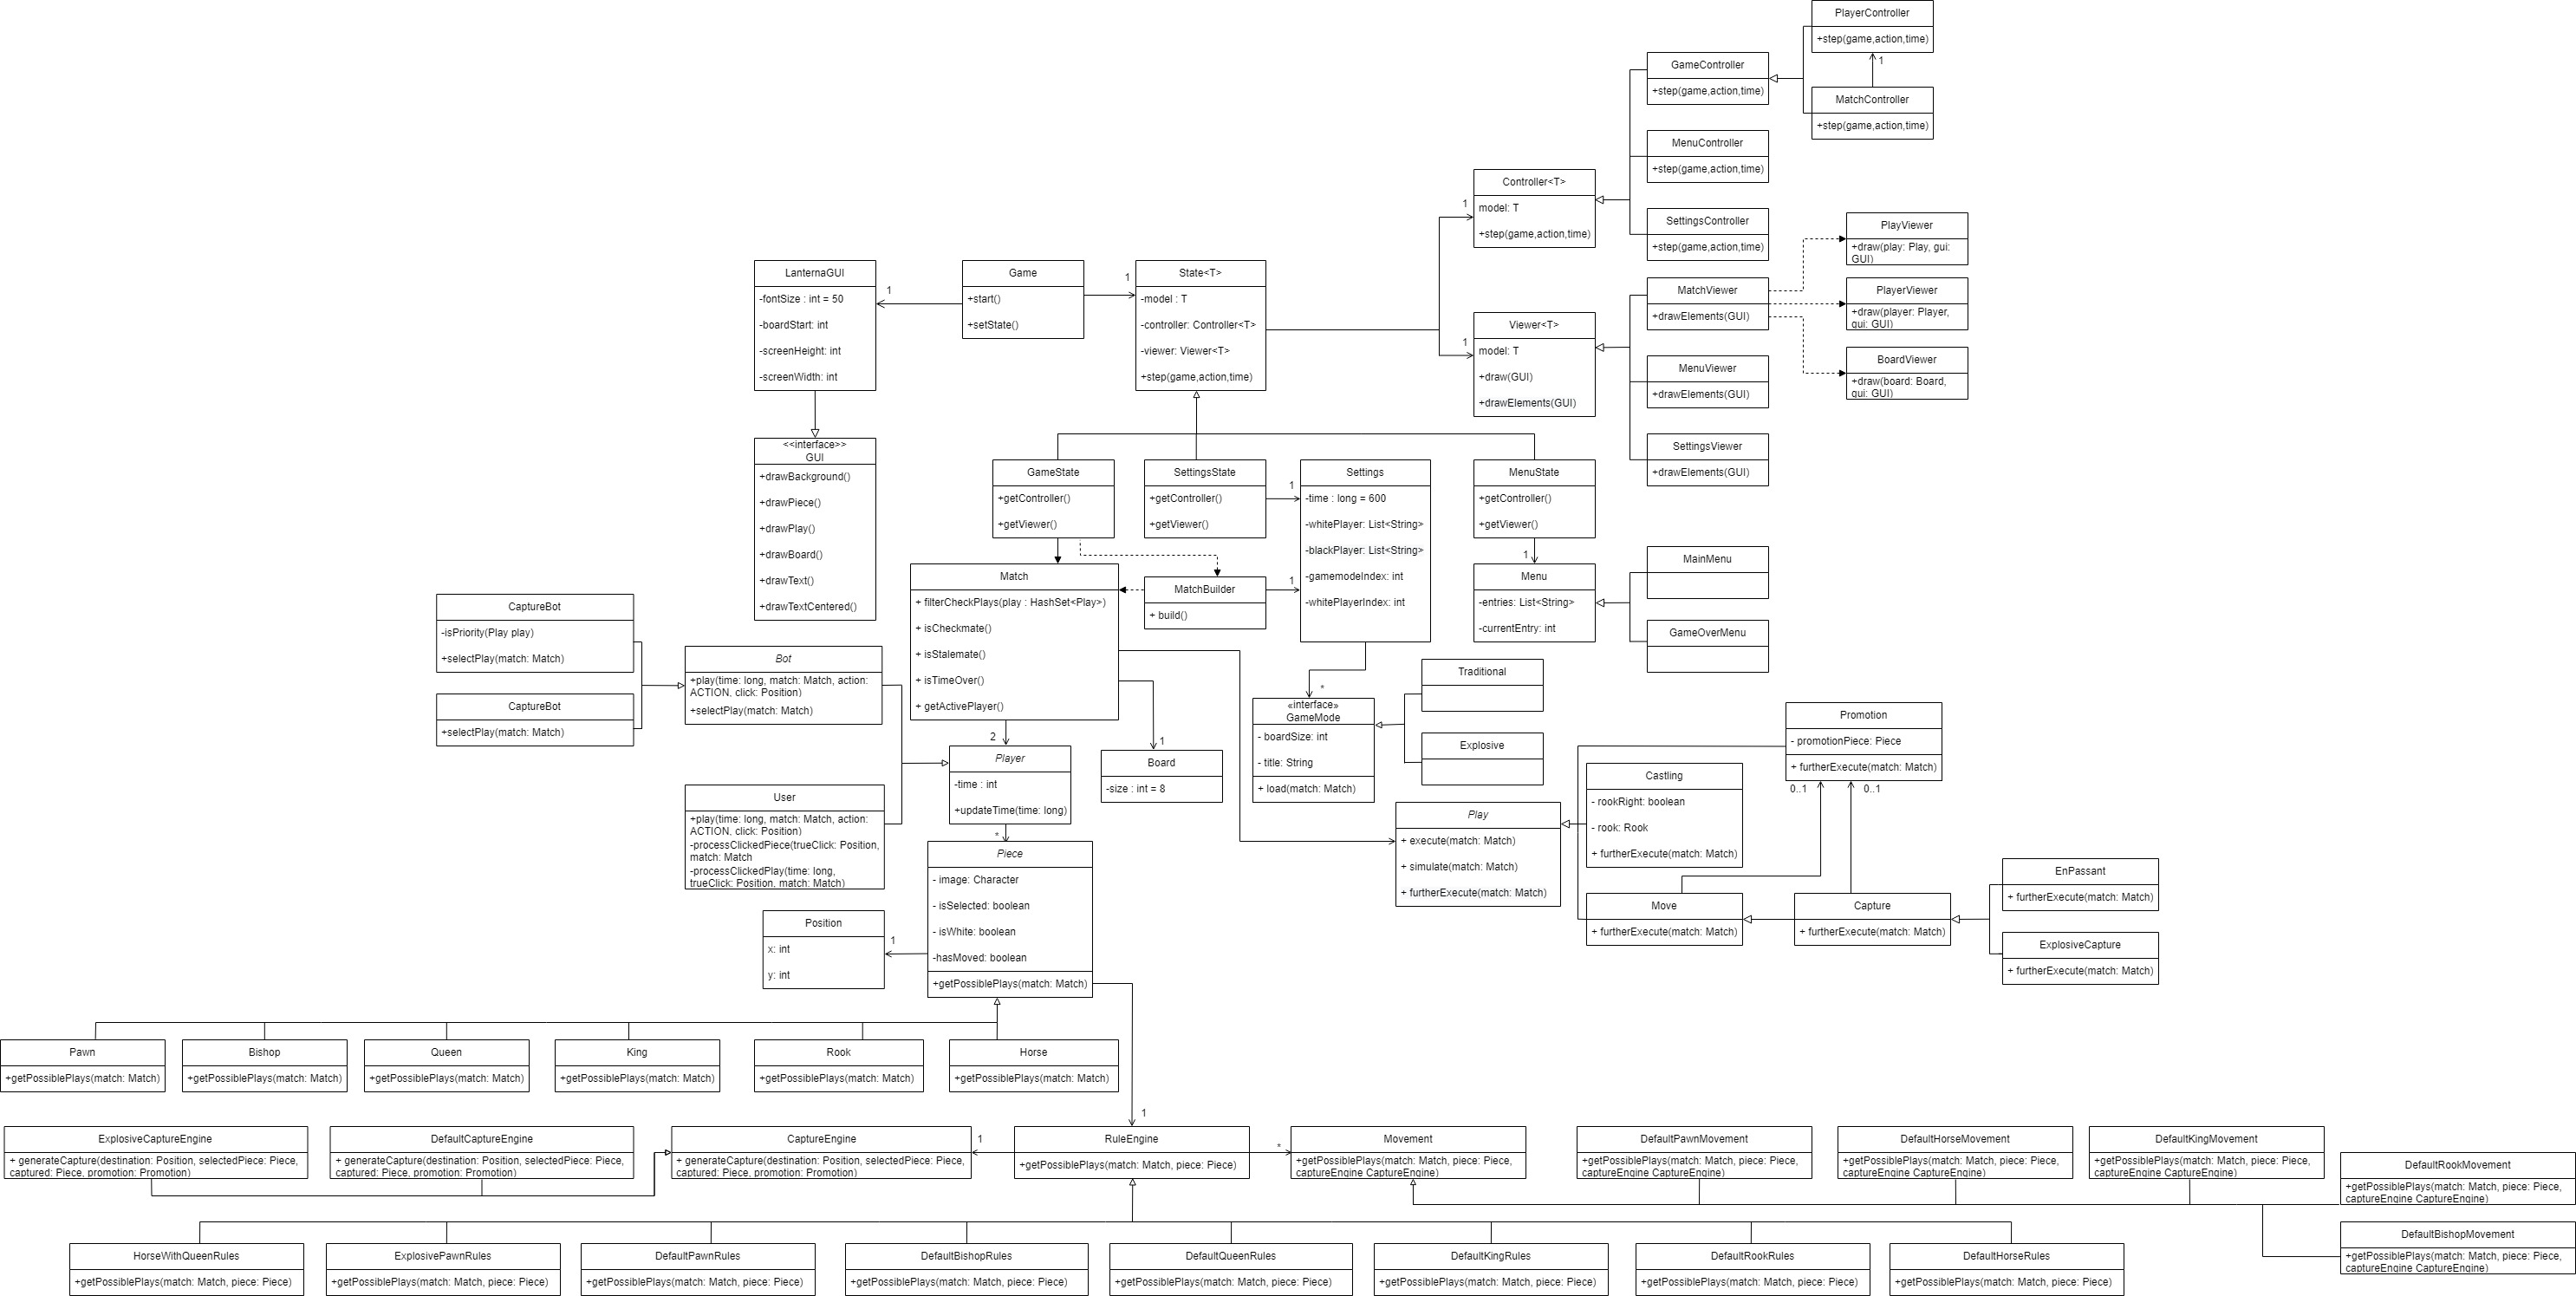 PlayerController
+step(game,action,time)
1
MatchController
+step(game,action,time)
GameController
+step(game,action,time)
MenuController
+step(game,action,time)
SettingsController
+step(game,action,time)
Controller<T>
model: T
+step(game,action,time)
1
PlayViewer
+draw(play: Play, gui:
GUI)
PlayerViewer
+draw(player: Player,
gui: GUI)
BoardViewer
+draw(board: Board,
gui: GUI)
MatchViewer
+drawElements(GUI)
MenuViewer
+drawElements(GUI)
SettingsViewer
+drawElements(GUI)
Viewer<T>
model: T
+draw(GUI)
+drawElements(GUI)
1
LanternaGUI
-fontSize : int = 50
-boardStart: int
-screenHeight: int
-screenWidth: int
1
Game
+start()
+setState()
1
State<T>
-model : T
-controller: Controller<T>
-viewer: Viewer<T>
+step(game,action,time)
<<interface>>
GUI
+drawBackground()
+drawPiece()
+drawPlay()
+drawBoard()
+drawText()
+drawTextCentered()
GameState
+getController()
+getViewer()
SettingsState
+getController()
+getViewer()
1
Settings
-time : long = 600
-whitePlayer: List<String>
-blackPlayer: List<String>
-gamemodeIndex: int
-whitePlayerIndex: int
MenuState
+getController()
+getViewer()
1
Menu
-entries: List<String>
-currentEntry: int
MainMenu
GameOverMenu
Match
+ filterCheckPlays(play : HashSet<Play>)
+ isCheckmate()
+ isStalemate()
+ isTimeOver()
+ getActivePlayer()
MatchBuilder
+ build()
1
CaptureBot
-isPriority(Play play)
+selectPlay(match: Match)
CaptureBot
+selectPlay(match: Match)
Bot
+play(time: long, match: Match, action:
ACTION, click: Position)
+selectPlay(match: Match)
User
+play(time: long, match: Match, action:
ACTION, click: Position)
-processClickedPiece(trueClick: Position,
match: Match
-processClickedPlay(time: long,
trueClick: Position, match: Match)
2
Player
-time : int
+updateTime(time: long)
1
Board
-size : int = 8
*
«interface»
GameMode
- boardSize: int
- title: String
+ load(match: Match)
Traditional
Explosive
Play
+ execute(match: Match)
+ simulate(match: Match)
+ furtherExecute(match: Match)
Promotion
- promotionPiece: Piece
+ furtherExecute(match: Match)
0..1
0..1
Castling
- rookRight: boolean
- rook: Rook
+ furtherExecute(match: Match)
Move
+ furtherExecute(match: Match)
Capture
+ furtherExecute(match: Match)
EnPassant
+ furtherExecute(match: Match)
ExplosiveCapture
+ furtherExecute(match: Match)
*
Piece
- image: Character
- isSelected: boolean
- isWhite: boolean
-hasMoved: boolean
+getPossiblePlays(match: Match)
1
Position
x: int
y: int
Pawn
+getPossiblePlays(match: Match)
Bishop
+getPossiblePlays(match: Match)
Queen
+getPossiblePlays(match: Match)
King
+getPossiblePlays(match: Match)
Rook
+getPossiblePlays(match: Match)
Horse
+getPossiblePlays(match: Match)
1
ExplosiveCaptureEngine
+ generateCapture(destination: Position, selectedPiece: Piece,
captured: Piece, promotion: Promotion)
DefaultCaptureEngine
+ generateCapture(destination: Position, selectedPiece: Piece,
captured: Piece, promotion: Promotion)
CaptureEngine
+ generateCapture(destination: Position, selectedPiece: Piece,
captured: Piece, promotion: Promotion)
1
RuleEngine
+getPossiblePlays(match: Match, piece: Piece)
*
Movement
+getPossiblePlays(match: Match, piece: Piece,
captureEngine CaptureEngine)
DefaultPawnMovement
+getPossiblePlays(match: Match, piece: Piece,
captureEngine CaptureEngine)
DefaultHorseMovement
+getPossiblePlays(match: Match, piece: Piece,
captureEngine CaptureEngine)
DefaultKingMovement
+getPossiblePlays(match: Match, piece: Piece,
captureEngine CaptureEngine)
DefaultRookMovement
+getPossiblePlays(match: Match, piece: Piece,
captureEngine CaptureEngine)
DefaultBishopMovement
+getPossiblePlays(match: Match, piece: Piece,
captureEngine CaptureEngine)
HorseWithQueenRules
+getPossiblePlays(match: Match, piece: Piece)
ExplosivePawnRules
+getPossiblePlays(match: Match, piece: Piece)
DefaultPawnRules
+getPossiblePlays(match: Match, piece: Piece)
DefaultBishopRules
+getPossiblePlays(match: Match, piece: Piece)
DefaultQueenRules
+getPossiblePlays(match: Match, piece: Piece)
DefaultKingRules
+getPossiblePlays(match: Match, piece: Piece)
DefaultRookRules
+getPossiblePlays(match: Match, piece: Piece)
DefaultHorseRules
+getPossiblePlays(match: Match, piece: Piece)